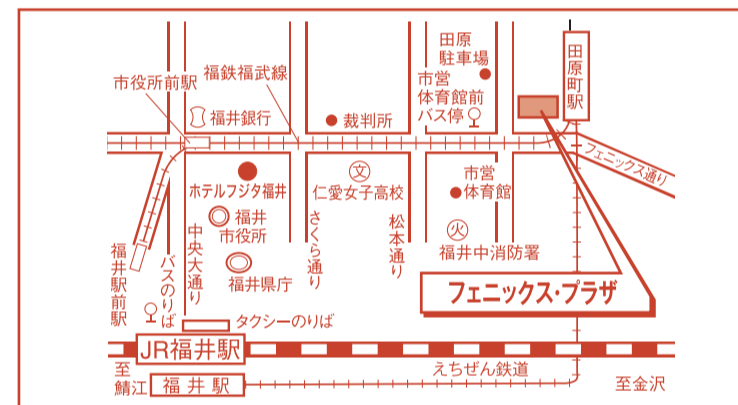 田原
駐車場
田原町駅
福鉄福武線
市営
体育館前
バス停
市役所前駅
福井銀行
裁判所
フェニックス通り
文
市営
体育館
ホテルフジタ福井
仁愛女子高校
福井
市役所
さくら通り
松本通り
火
福井中消防署
中央大通り
福井県庁
福井駅前駅
バスのりば
フェニックス・プラザ
タクシーのりば
JR福井駅
えちぜん鉄道
至
鯖江
福井駅
至金沢